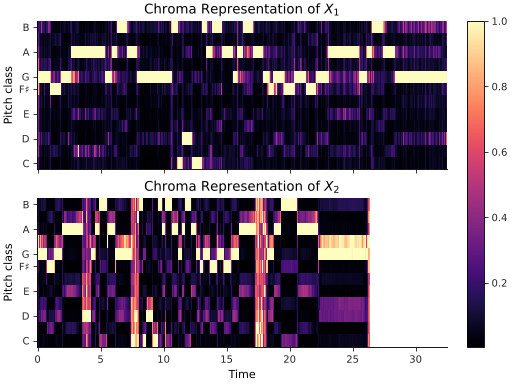 Chroma Representation of X₁
B
A
G
F♯
E
D
C
Pitch class
Chroma Representation of X₂
B
A
G
F♯
E
D
C
Pitch class
0 5 10 15 20 25 30
Time
1.0
0.8
0.6
0.4
0.2